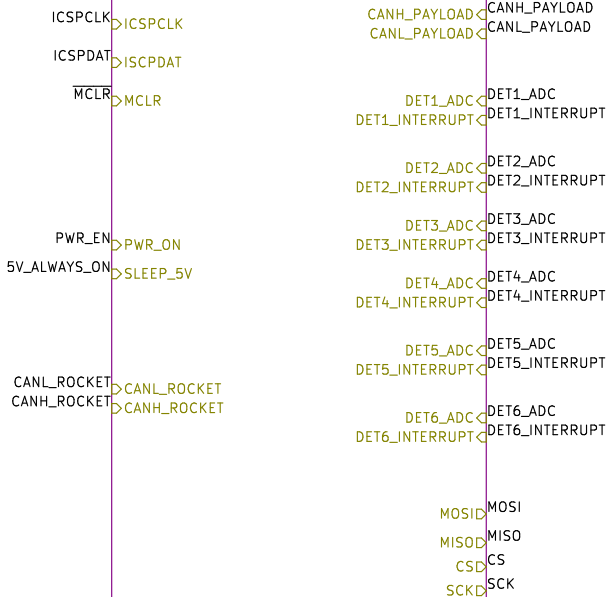 ICSPCLK
ICSPCLK
ICSPDAT
ISCPDAT
MCLR
MCLR
PWR_EN
PWR_ON
5V_ALWAYS_ON
SLEEP_5V
CANL_ROCKET
CANL_ROCKET
CANH_ROCKET
CANH_ROCKET
CANH_PAYLOAD CANH_PAYLOAD
CANL_PAYLOAD CANL_PAYLOAD
DET1_ADC DET1_ADC
DET1_INTERRUPT DET1_INTERRUPT
DET2_ADC DET2_ADC
DET2_INTERRUPT DET2_INTERRUPT
DET3_ADC DET3_ADC
DET3_INTERRUPT DET3_INTERRUPT
DET4_ADC DET4_ADC
DET4_INTERRUPT DET4_INTERRUPT
DET5_ADC DET5_ADC
DET5_INTERRUPT DET5_INTERRUPT
DET6_ADC DET6_ADC
DET6_INTERRUPT DET6_INTERRUPT
MOSI MOSI
MISO MISO
CS CS
SCK SCK